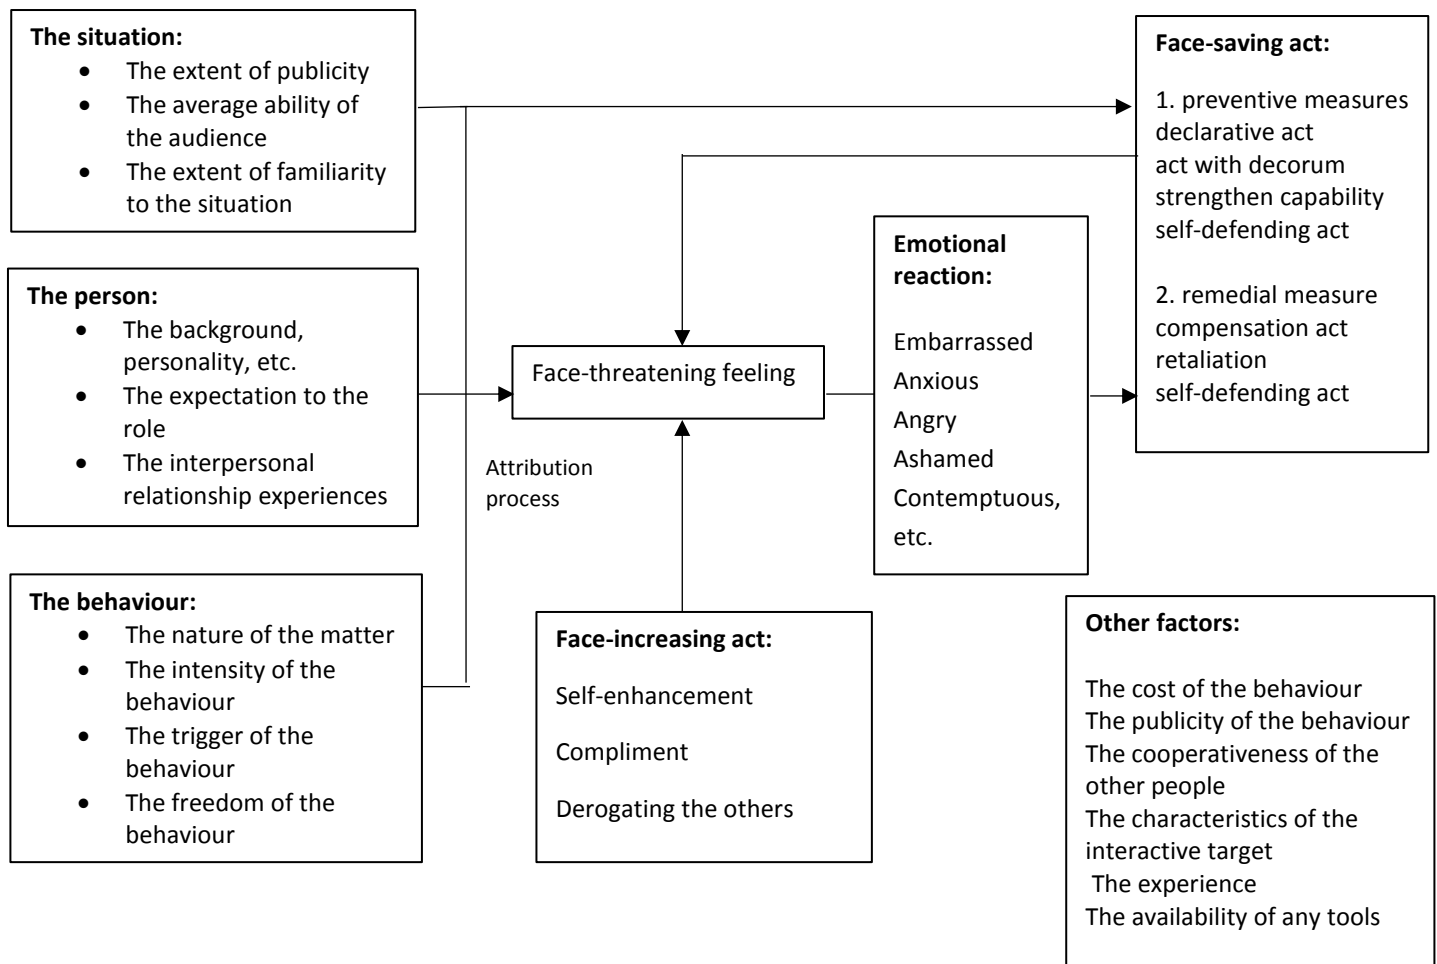 The situation:
• The extent of publicity
• The average ability of
the audience
• The extent of familiarity
to the situation
The person:
• The background,
personality, etc.
• The expectation to the
role
• The interpersonal
relationship experiences
The behaviour:
• The nature of the matter
• The intensity of the
behaviour
• The trigger of the
behaviour
• The freedom of the
behaviour
Attribution
process
Face-threatening feeling
Face-increasing act:
Self-enhancement
Compliment
Derogating the others
Emotional
reaction:
Embarrassed
Anxious
Angry
Ashamed
Contemptuous,
etc.
Face-saving act:
1. preventive measures
declarative act
act with decorum
strengthen capability
self-defending act
2. remedial measure
compensation act
retaliation
self-defending act
Other factors:
The cost of the behaviour
The publicity of the behaviour
The cooperativeness of the
other people
The characteristics of the
interactive target
The experience
The availability of any tools